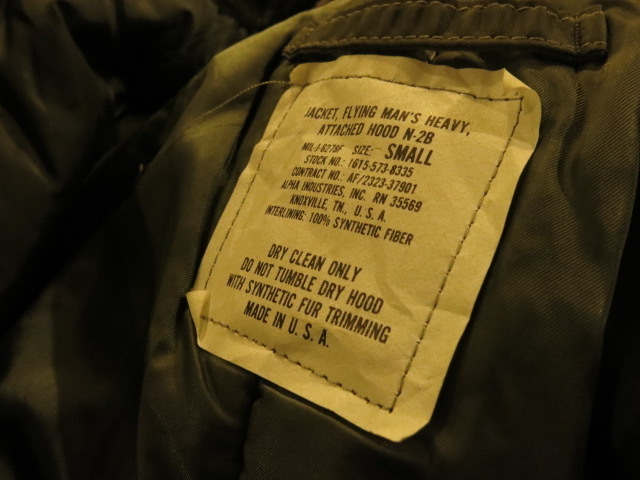 JACKET, FLYING MAN'S HEAVY,
ATTACHED HOOD N-2B
MIL-J-6278F SIZE: SMALL
STOCK NO.: 1615-573-8335
CONTRACT NO.: AF/2323-37901
ALPHA INDUSTRIES, INC. RN 35569
KNOXVILLE, TN., U. S. A.
INTERLINING: 100% SYNTHETIC FIBER
DRY CLEAN ONLY
DO NOT TUMBLE DRY HOOD
WITH SYNTHETIC FUR TRIMMING
MADE IN U. S. A.